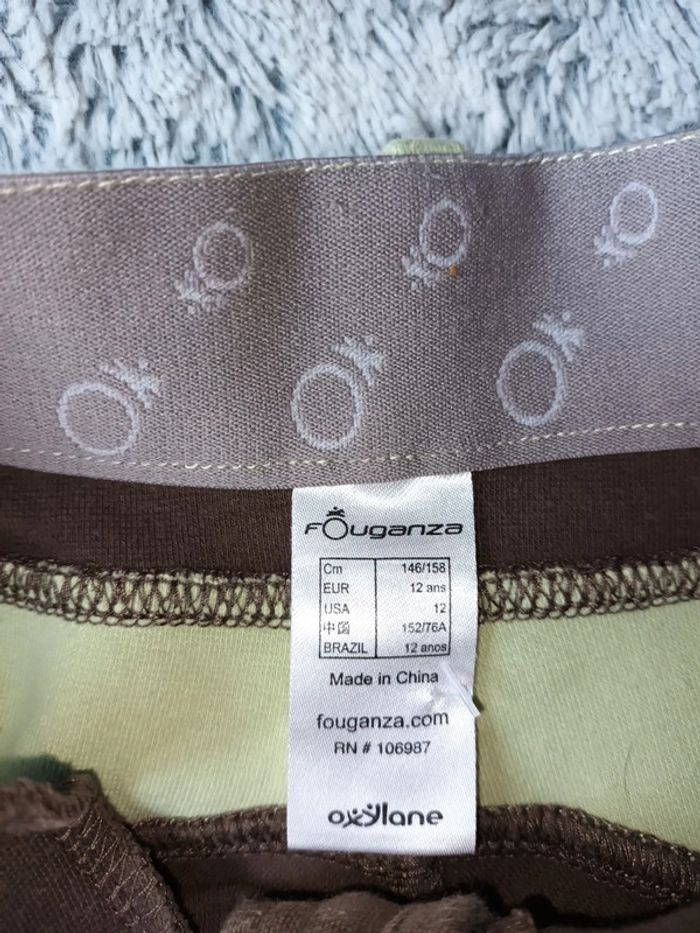 Fouganza
Cm 146/158
EUR 12 ans
USA 12
中国 152/76A
BRAZIL 12 anos
Made in China
fouganza.com
RN # 106987
oxylane